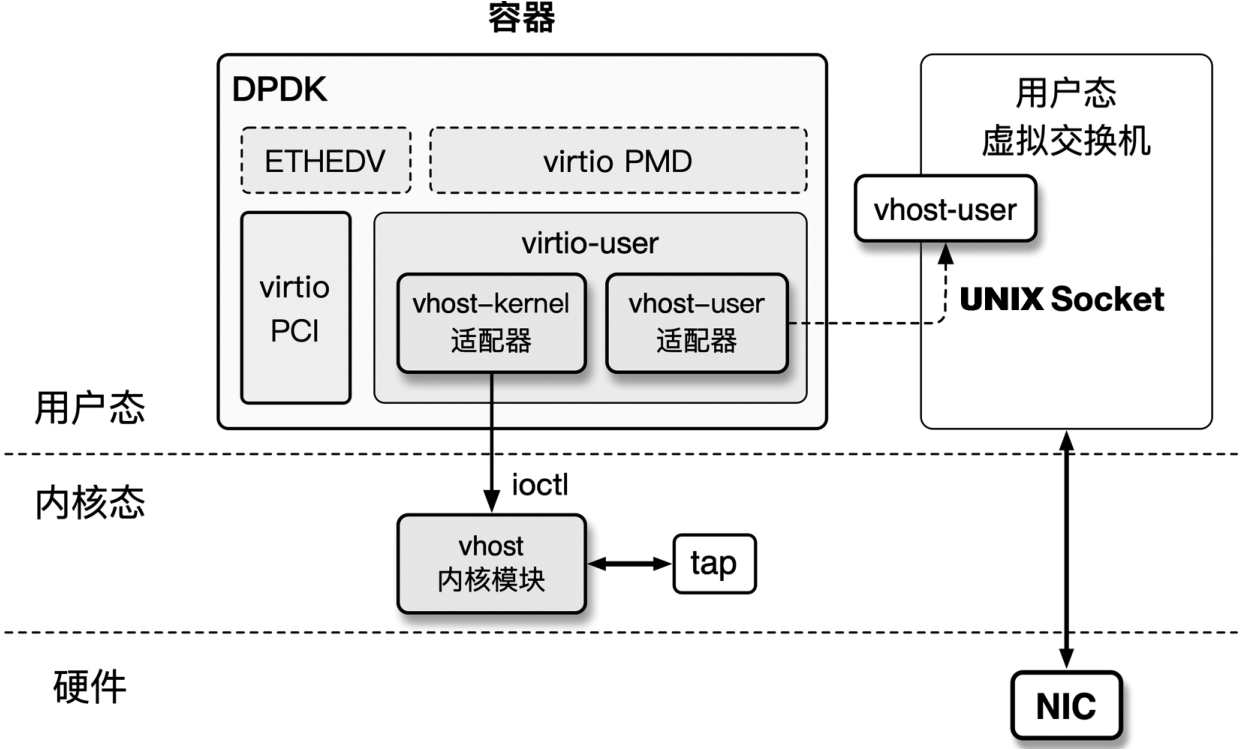 容器
DPDK
ETHEDV
virtio PMD
virtio
PCI
virtio-user
vhost–kernel
适配器
vhost–user
适配器
用户态
虚拟交换机
vhost-user
UNIX Socket
用户态
内核态
ioctl
vhost
内核模块
tap
硬件
NIC